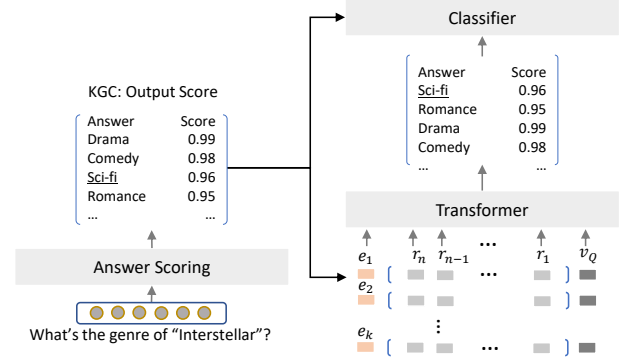 KGC: Output Score
Answer Score
Drama 0.99
Comedy 0.98
Sci-fi 0.96
Romance 0.95
... ...
Answer Scoring
What's the genre of "Interstellar"?
Classifier
Answer Score
Sci-fi 0.96
Romance 0.95
Drama 0.99
Comedy 0.98
... ...
Transformer
e₁ rₙ rₙ₋₁ ... r₁ v_Q
...
e₂
⋮
eₖ ...